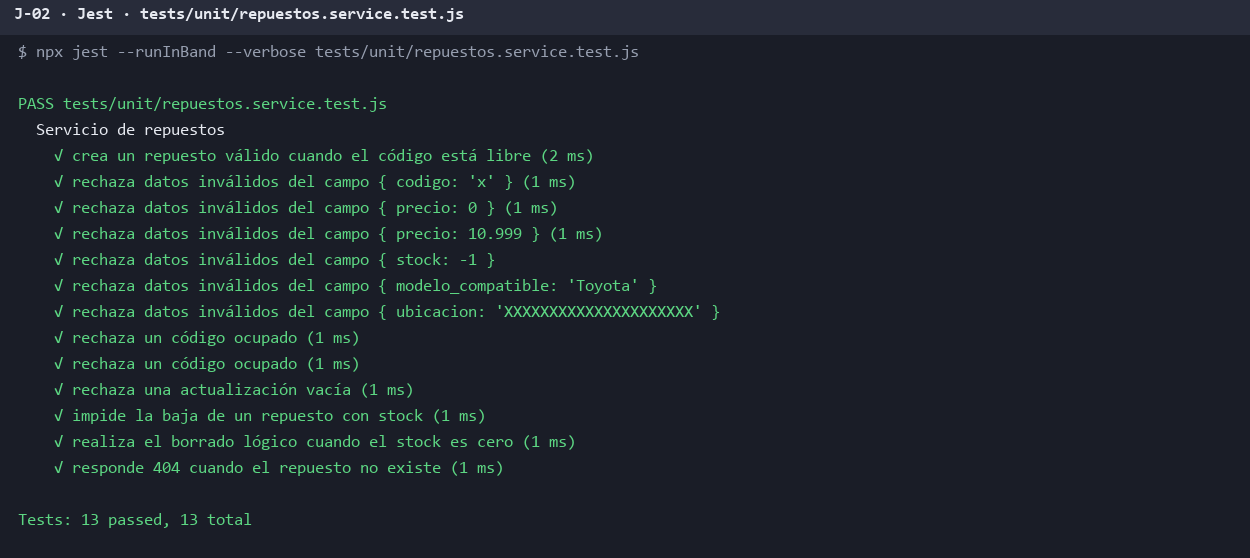 J-02 · Jest · tests/unit/repuestos.service.test.js
$ npx jest --runInBand --verbose tests/unit/repuestos.service.test.js
PASS tests/unit/repuestos.service.test.js
Servicio de repuestos
√ crea un repuesto válido cuando el código está libre (2 ms)
√ rechaza datos inválidos del campo { codigo: 'x' } (1 ms)
√ rechaza datos inválidos del campo { precio: 0 } (1 ms)
√ rechaza datos inválidos del campo { precio: 10.999 } (1 ms)
√ rechaza datos inválidos del campo { stock: -1 }
√ rechaza datos inválidos del campo { modelo_compatible: 'Toyota' }
√ rechaza datos inválidos del campo { ubicacion: 'XXXXXXXXXXXXXXXXXXXXX' }
√ rechaza un código ocupado (1 ms)
√ rechaza un código ocupado (1 ms)
√ rechaza una actualización vacía (1 ms)
√ impide la baja de un repuesto con stock (1 ms)
√ realiza el borrado lógico cuando el stock es cero (1 ms)
√ responde 404 cuando el repuesto no existe (1 ms)
Tests: 13 passed, 13 total